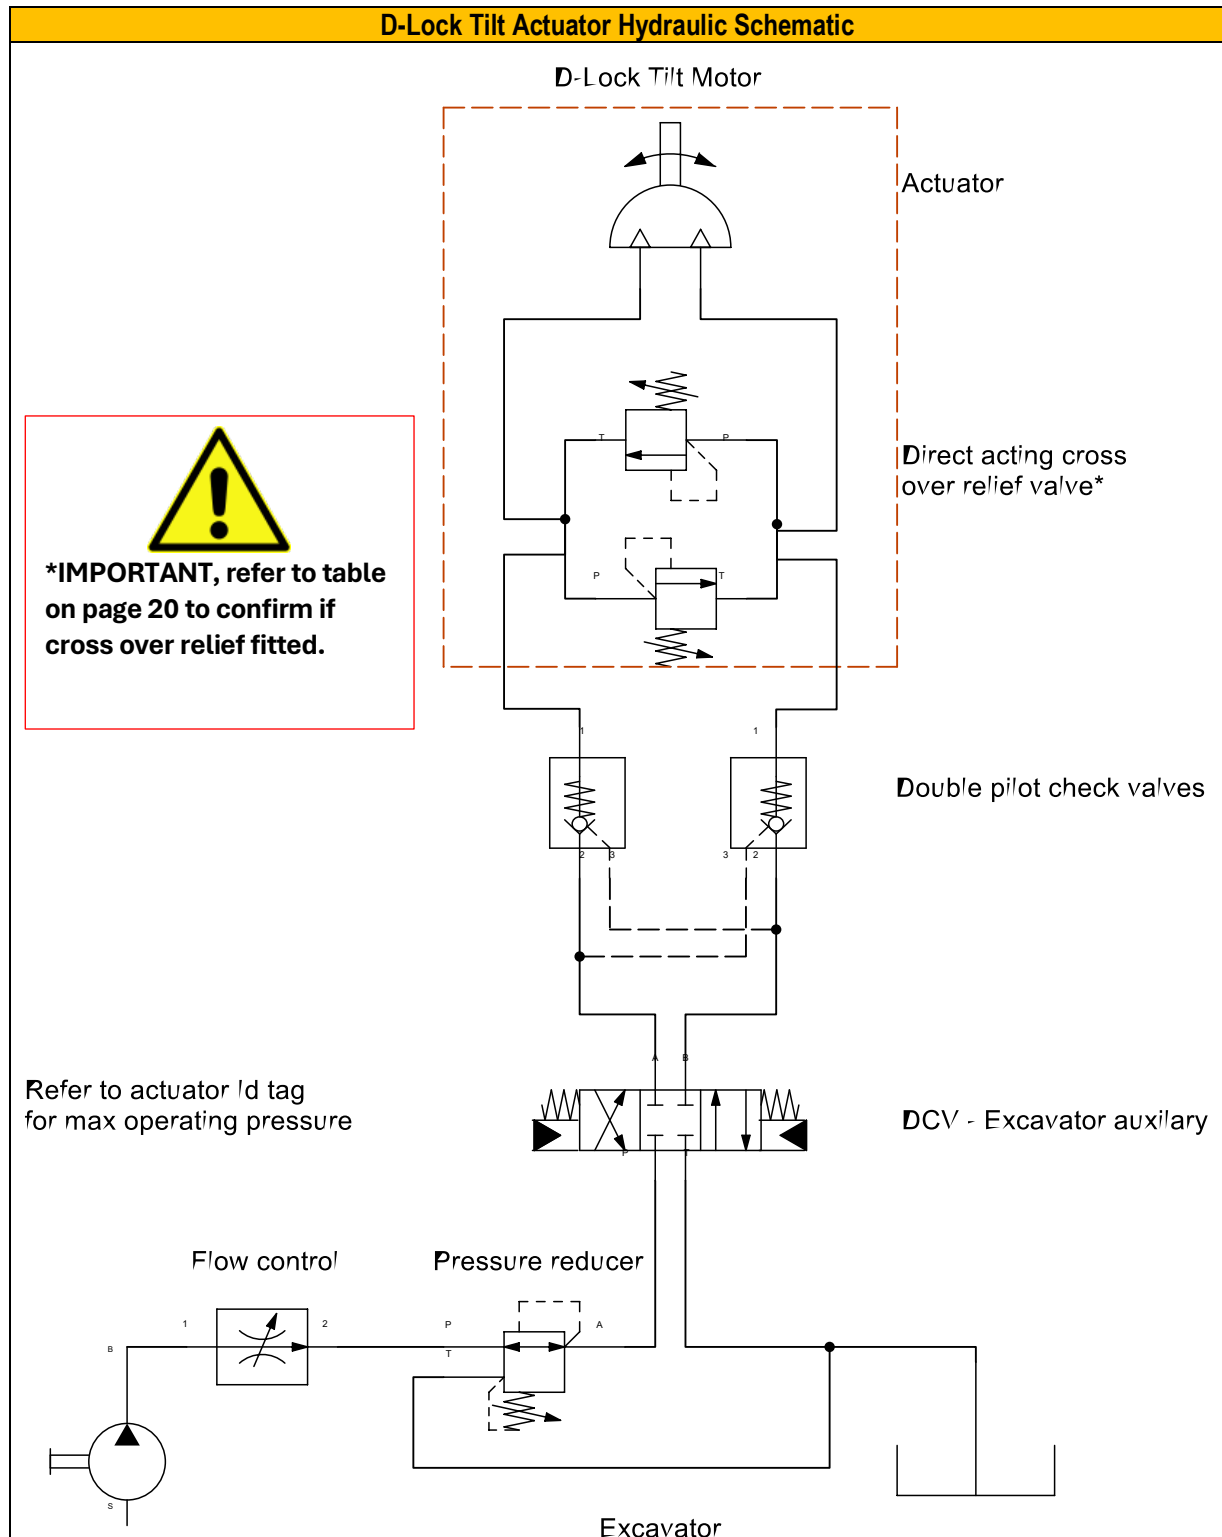 D-Lock Tilt Actuator Hydraulic Schematic
D-Lock Tilt Motor
Actuator
T
P
Direct acting cross
over relief valve*
*IMPORTANT, refer to table
on page 20 to confirm if
cross over relief fitted.
P
T
1
1
Double pilot check valves
2
3
3
2
A
B
Refer to actuator Id tag
for max operating pressure
DCV - Excavator auxilary
P
T
Flow control
Pressure reducer
1
2
P
A
B
T
S
Excavator